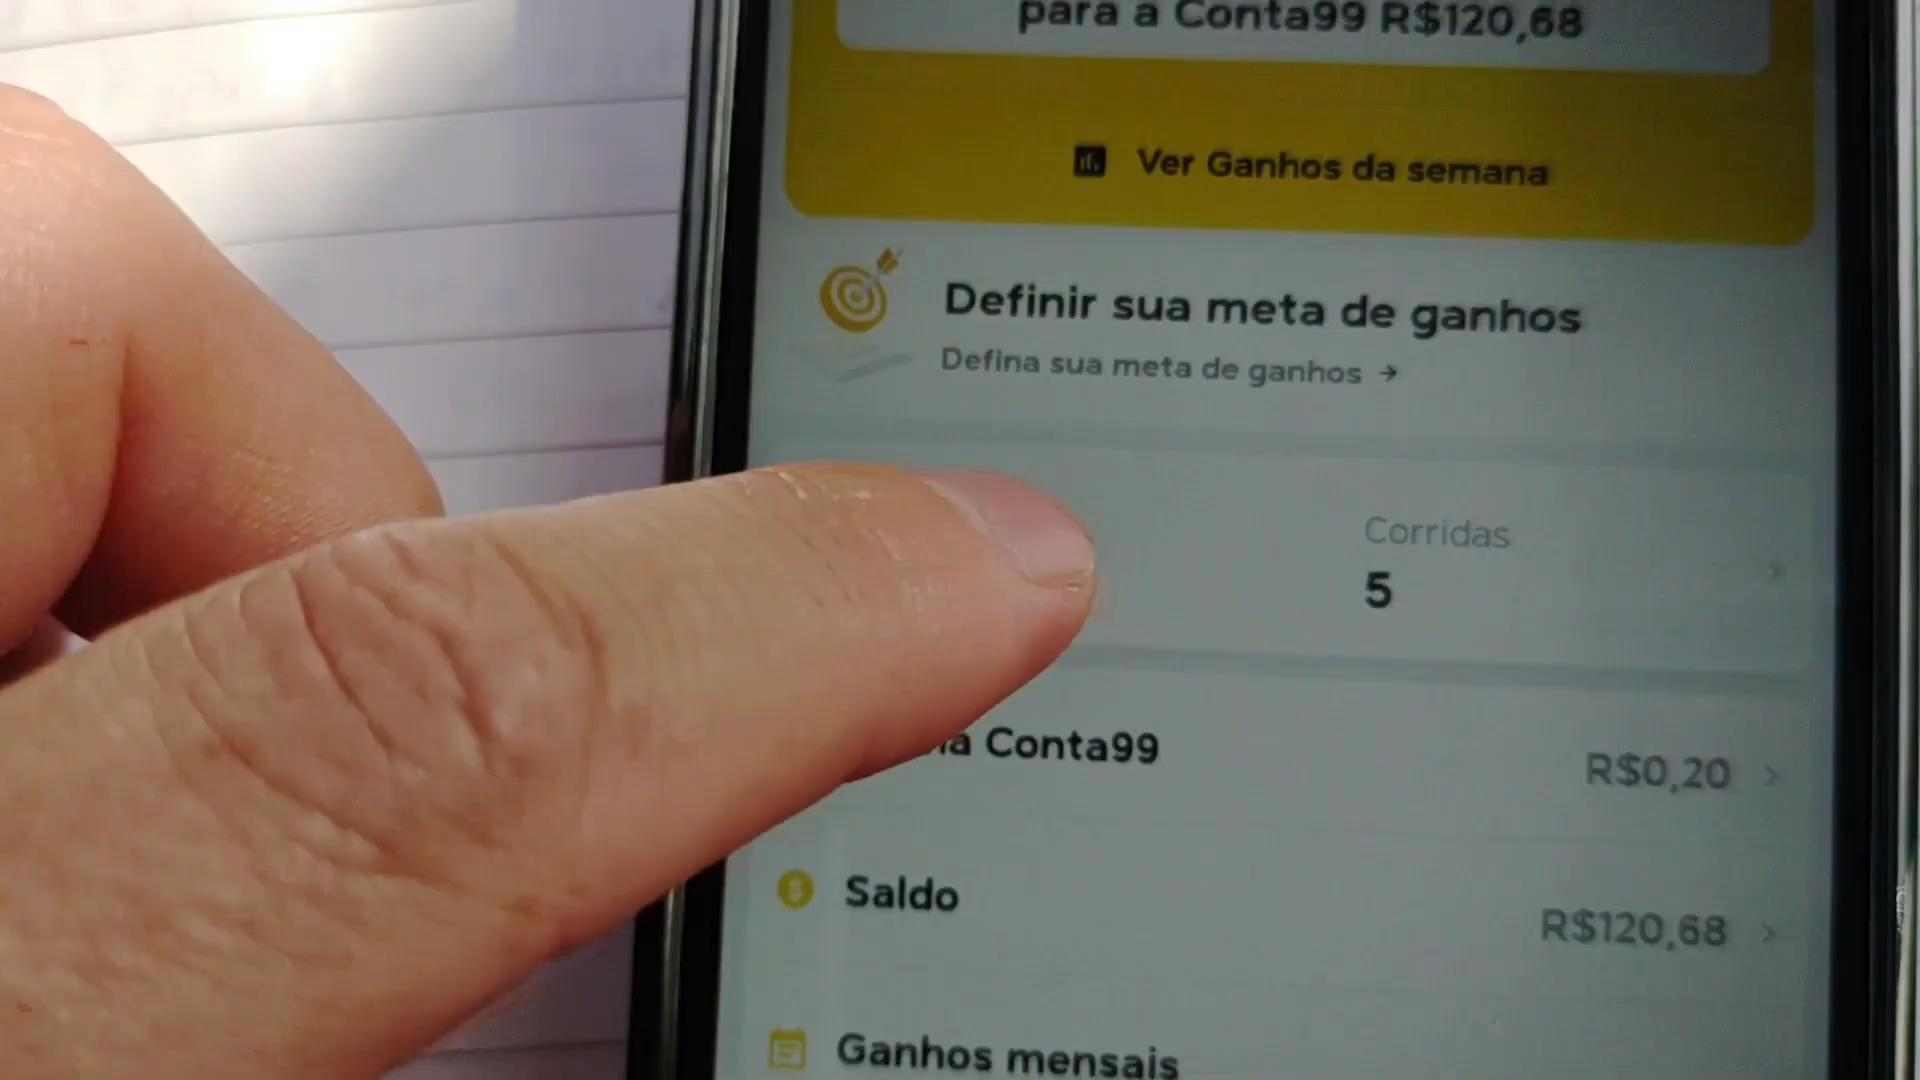 para a Conta99 R$120,68
Ver Ganhos da semana
Definir sua meta de ganhos
Defina sua meta de ganhos →
Corridas
5
Conta99
R$0,20
Saldo
R$120,68
Ganhos mensais